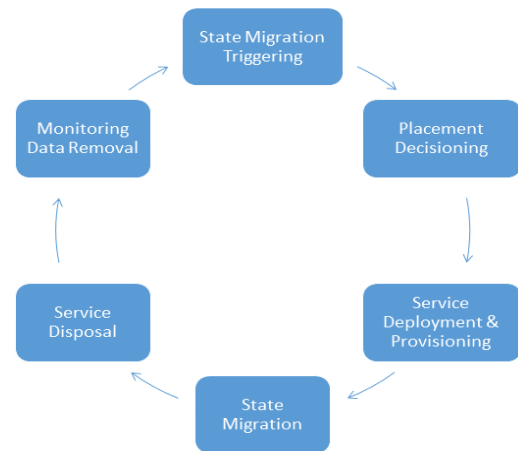 State Migration
Triggering
Placement
Decisioning
Service
Deployment &
Provisioning
State
Migration
Service
Disposal
Monitoring
Data Removal